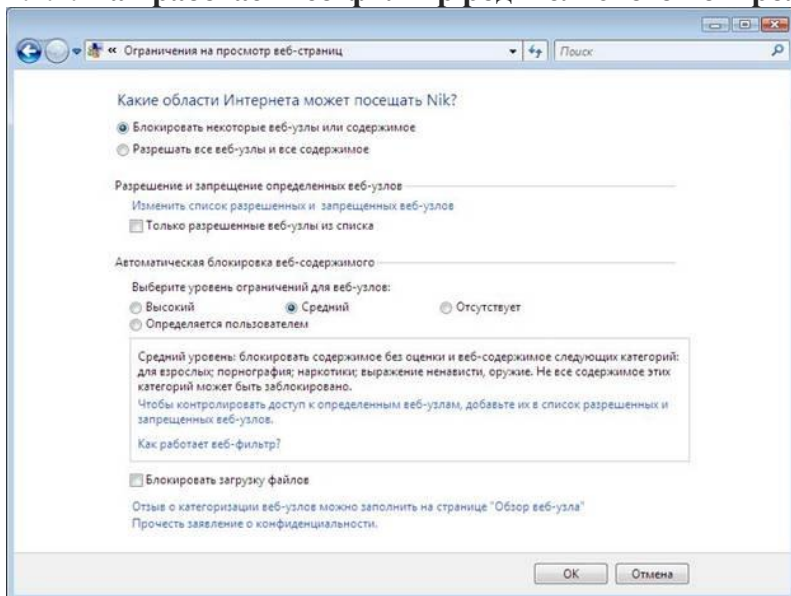 « Ограничения на просмотр веб-страниц
Поиск
Какие области Интернета может посещать Nik?
Блокировать некоторые веб-узлы или содержимое
Разрешать все веб-узлы и все содержимое
Разрешение и запрещение определенных веб-узлов
Изменить список разрешенных и запрещенных веб-узлов
Только разрешенные веб-узлы из списка
Автоматическая блокировка веб-содержимого
Выберите уровень ограничений для веб-узлов:
Высокий Средний Отсутствует
Определяется пользователем
Средний уровень: блокировать содержимое без оценки и веб-содержимое следующих категорий:
для взрослых; порнография; наркотики; выражение ненависти, оружие. Не все содержимое этих
категорий может быть заблокировано.
Чтобы контролировать доступ к определенным веб-узлам, добавьте их в список разрешенных и
запрещенных веб-узлов.
Как работает веб-фильтр?
Блокировать загрузку файлов
Отзыв о категоризации веб-узлов можно заполнить на странице "Обзор веб-узла"
Прочесть заявление о конфиденциальности.
OK Отмена